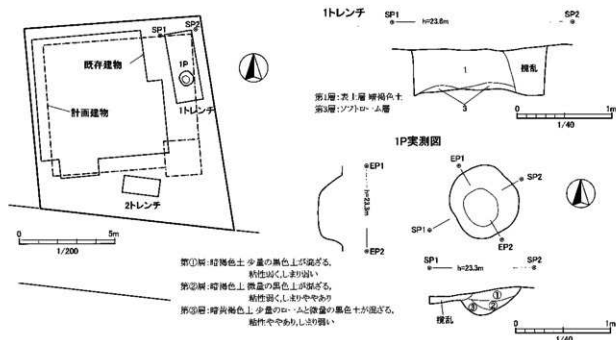 SP1
SP2
既存建物
1P
1トレンチ
計画建物
2トレンチ
0
5m
1/200
1トレンチ
SP1
h=23.6m
SP2
1
撹乱
3
第1層:表土層 暗褐色土
第3層:ソフトローム層
0
1m
1/40
1P実測図
EP1
h=23.3m
EP2
EP1
SP2
SP1
EP2
SP1
h=23.3m
SP2
撹乱
①
②
③
0
1m
1/40
第①層:暗褐色土 少量の黒色土が混ざる。
粘性弱く、しまり弱い
第②層:暗褐色土 微量の黒色土が混ざる。
粘性弱く、しまりややあり
第③層:暗黄褐色土 少量のロームと微量の黒色土が混ざる。
粘性ややあり、しまり弱い